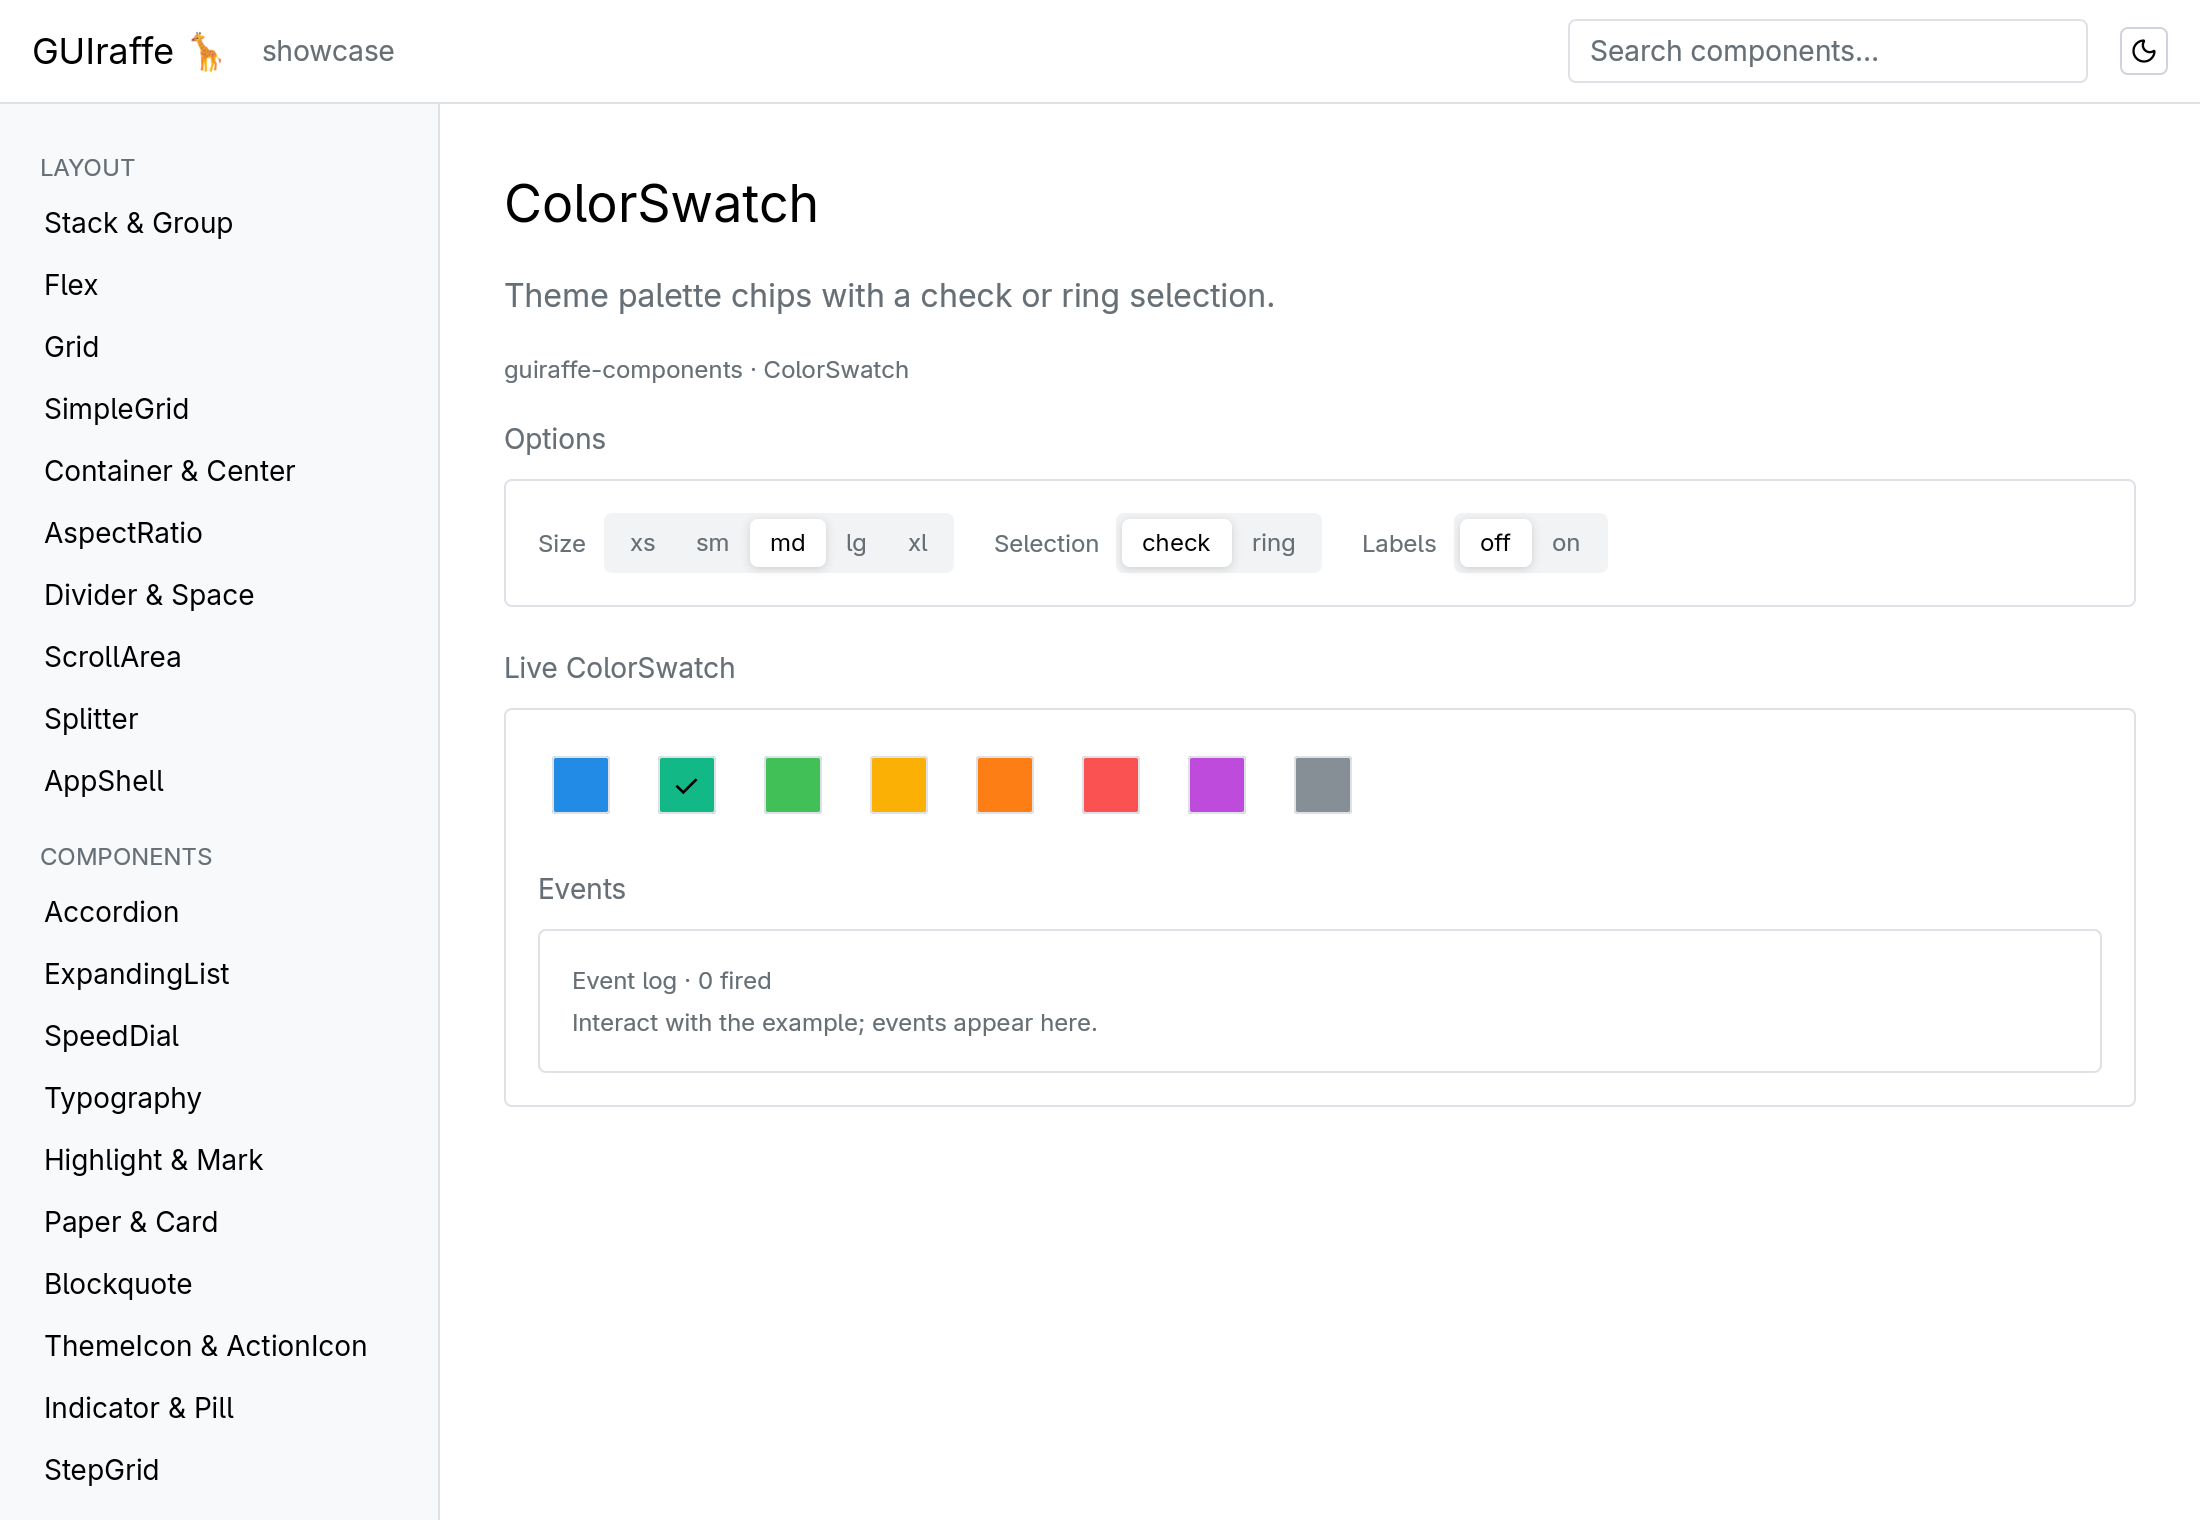 GUIraffe 🦒 showcase
Search components...
LAYOUT
Stack & Group
Flex
Grid
SimpleGrid
Container & Center
AspectRatio
Divider & Space
ScrollArea
Splitter
AppShell
COMPONENTS
Accordion
ExpandingList
SpeedDial
Typography
Highlight & Mark
Paper & Card
Blockquote
ThemeIcon & ActionIcon
Indicator & Pill
StepGrid
ColorSwatch
Theme palette chips with a check or ring selection.
guiraffe-components · ColorSwatch
Options
Size xs sm md lg xl Selection check ring Labels off on
Live ColorSwatch
Events
Event log · 0 fired
Interact with the example; events appear here.